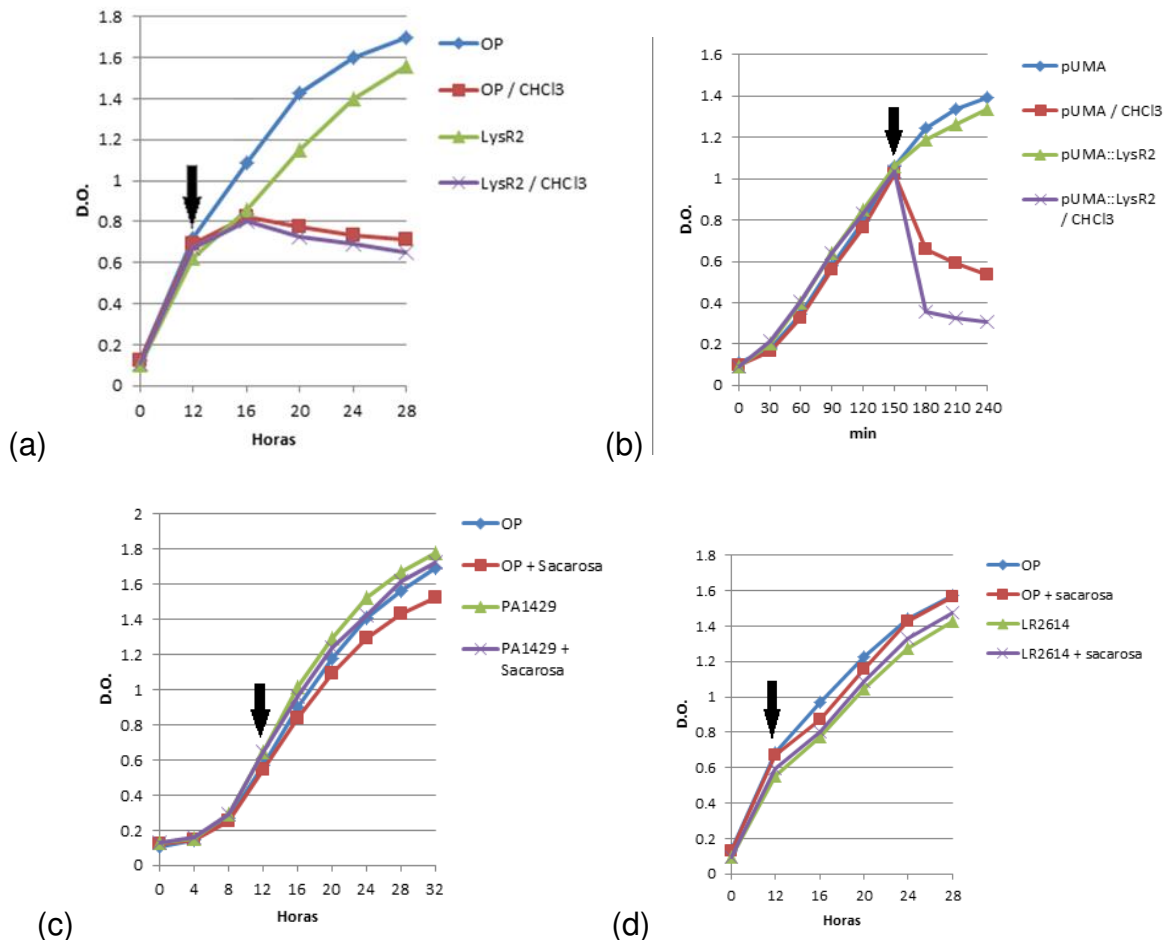 1.8
1.6
1.4
1.2
1
0.8
0.6
0.4
0.2
0
D.O.
0 12 16 20 24 28
Horas
OP
OP / CHCl3
LysR2
LysR2 / CHCl3
(a)
1.6
1.4
1.2
1
0.8
0.6
0.4
0.2
0
D.O.
0 30 60 90 120 150 180 210 240
min
pUMA
pUMA / CHCl3
pUMA::LysR2
pUMA::LysR2
/ CHCl3
(b)
2
1.8
1.6
1.4
1.2
1
0.8
0.6
0.4
0.2
0
D.O.
0 4 8 12 16 20 24 28 32
Horas
OP
OP + Sacarosa
PA1429
PA1429 +
Sacarosa
(c)
1.8
1.6
1.4
1.2
1
0.8
0.6
0.4
0.2
0
D.O.
0 12 16 20 24 28
Horas
OP
OP + sacarosa
LR2614
LR2614 + sacarosa
(d)